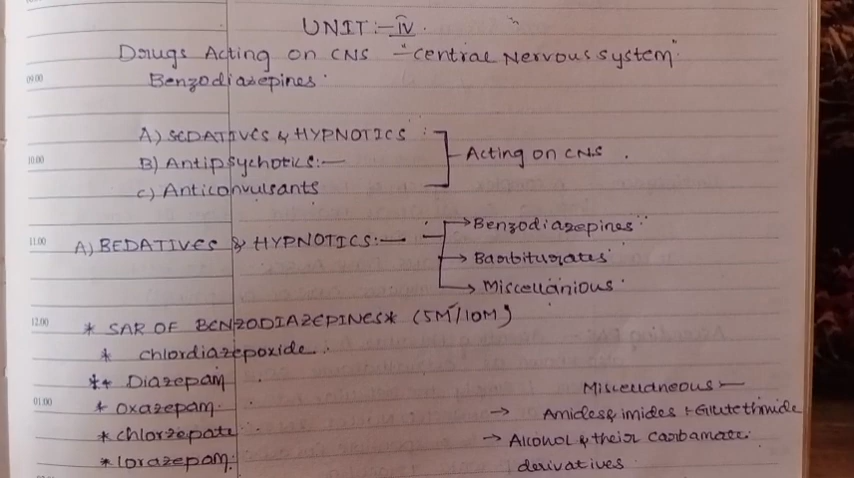 UNIT:- IV.
Drugs Acting on CNS - "central Nervous system"
09.00
Benzodiazepines
A) SEDATIVES & HYPNOTICS :
10.00
B) Antipsychotics:-
Acting on CNS .
C) Anticonvulsants
→ Benzodiazepines
11.00
A) BEDATIVES & HYPNOTICS:-
→ Barbiturates
→ Miscellanious
12.00
* SAR OF BENZODIAZEPINES* (5M/10M)
* chlordiazepoxide.
** Diazepam .
Miscellaneous:-
01.00
* oxazepam.
→ Amides & imides :- Glutethimide
* chlorzepate
→ Alcohol & their Carbamate
* lorazepam.
derivatives